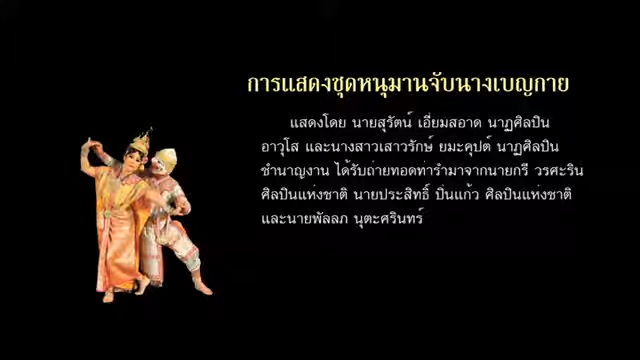 การแสดงชุดหนุมานจับนางเบญกาย
แสดงโดย นายสุรัตน์ เอี่ยมสอาด นาฏศิลปิน
อาวุโส และนางสาวเสาวรักษ์ ยมะคุปต์ นาฏศิลปิน
ชำนาญงาน ได้รับถ่ายทอดท่ารำมาจากนายกรี วรศะริน
ศิลปินแห่งชาติ นายประสิทธิ์ ปิ่นแก้ว ศิลปินแห่งชาติ
และนายพัลลภ นุตะศรินทร์